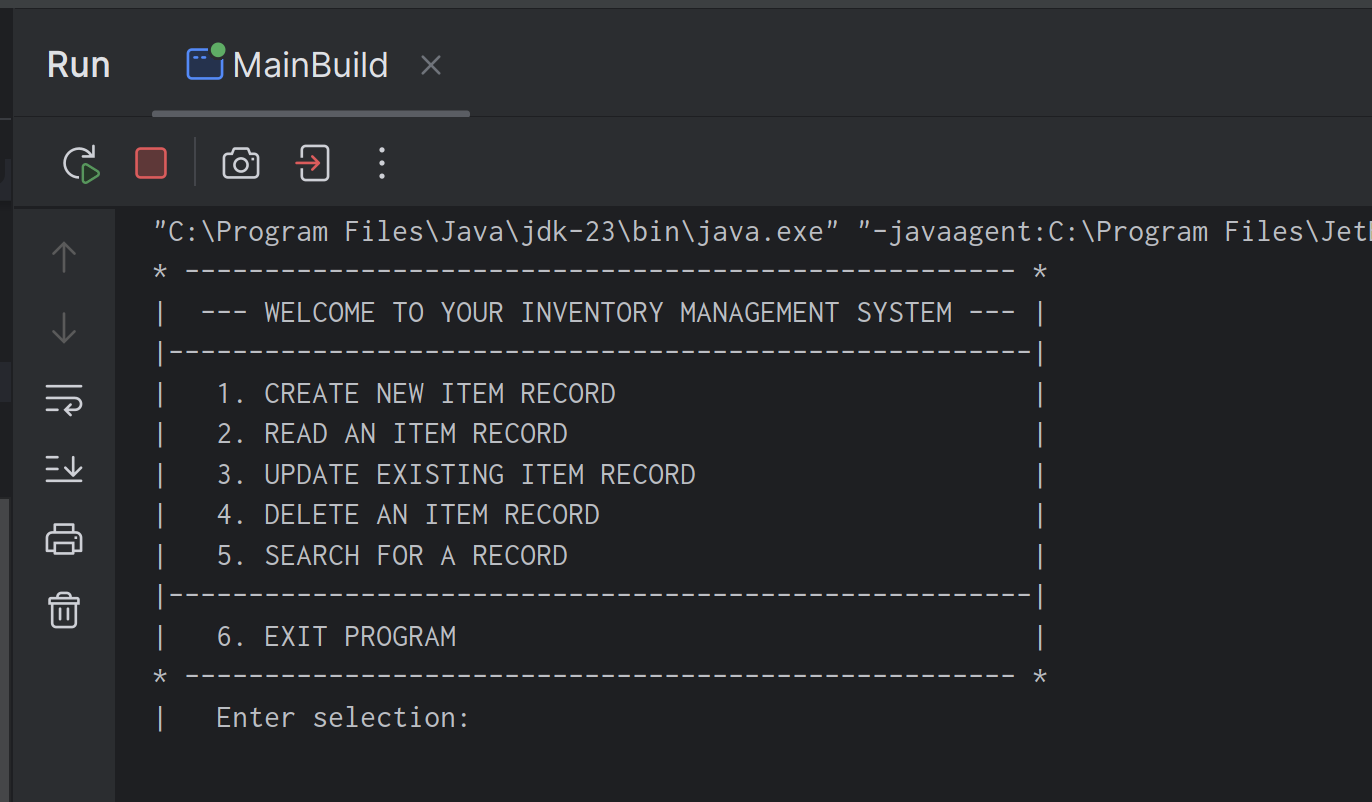 Run MainBuild
"C:\Program Files\Java\jdk-23\bin\java.exe" "-javaagent:C:\Program Files\Jet
* ---------------------------------------------------- *
|  --- WELCOME TO YOUR INVENTORY MANAGEMENT SYSTEM --- |
|------------------------------------------------------|
|   1. CREATE NEW ITEM RECORD                          |
|   2. READ AN ITEM RECORD                             |
|   3. UPDATE EXISTING ITEM RECORD                     |
|   4. DELETE AN ITEM RECORD                           |
|   5. SEARCH FOR A RECORD                             |
|------------------------------------------------------|
|   6. EXIT PROGRAM                                    |
* ---------------------------------------------------- *
|   Enter selection: